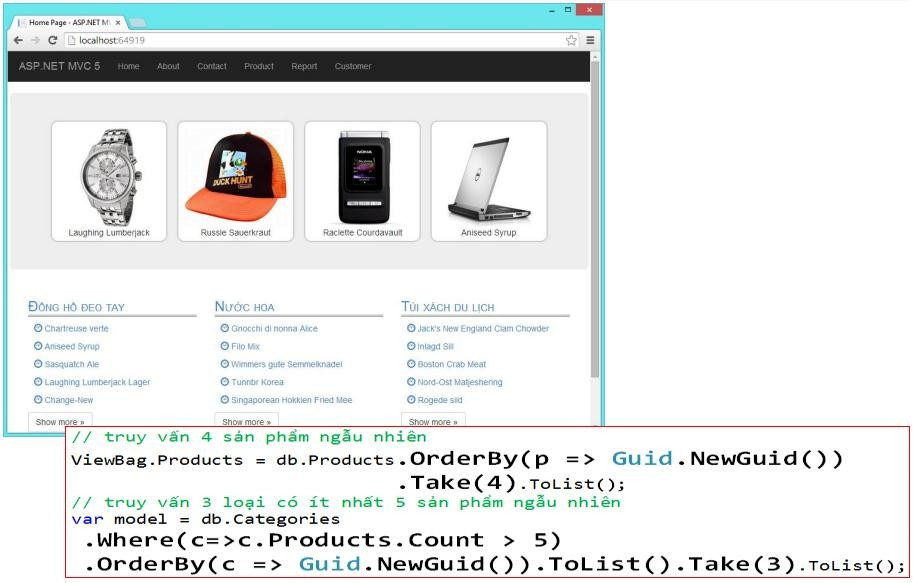 Home Page - ASP.NET M\
localhost:64919
ASP.NET MVC 5 Home About Contact Product Report Customer
NOKIA
DUCK HUNT
Laughing Lumberjack Russle Sauerkraut Raclette Courdavault Aniseed Syrup
ĐỒNG HỒ ĐEO TAY NƯỚC HOA TÚI XÁCH DU LỊCH
Chartreuse verte Gnocchi di nonna Alice Jack's New England Clam Chowder
Aniseed Syrup Filo Mix Inlagd Sill
Sasquatch Ale Wimmers gute Semmelknadel Boston Crab Meat
Laughing Lumberjack Lager Tunnbr Korea Nord-Ost Matjeshering
Change-New Singaporean Hokkien Fried Mee Rogede sild
Show more » Show more » Show more »
// truy vấn 4 sản phẩm ngẫu nhiên
ViewBag.Products = db.Products.OrderBy(p => Guid.NewGuid())
.Take(4).ToList();
// truy vấn 3 loại có ít nhất 5 sản phẩm ngẫu nhiên
var model = db.Categories
.Where(c=>c.Products.Count > 5)
.OrderBy(c => Guid.NewGuid()).ToList().Take(3).ToList();